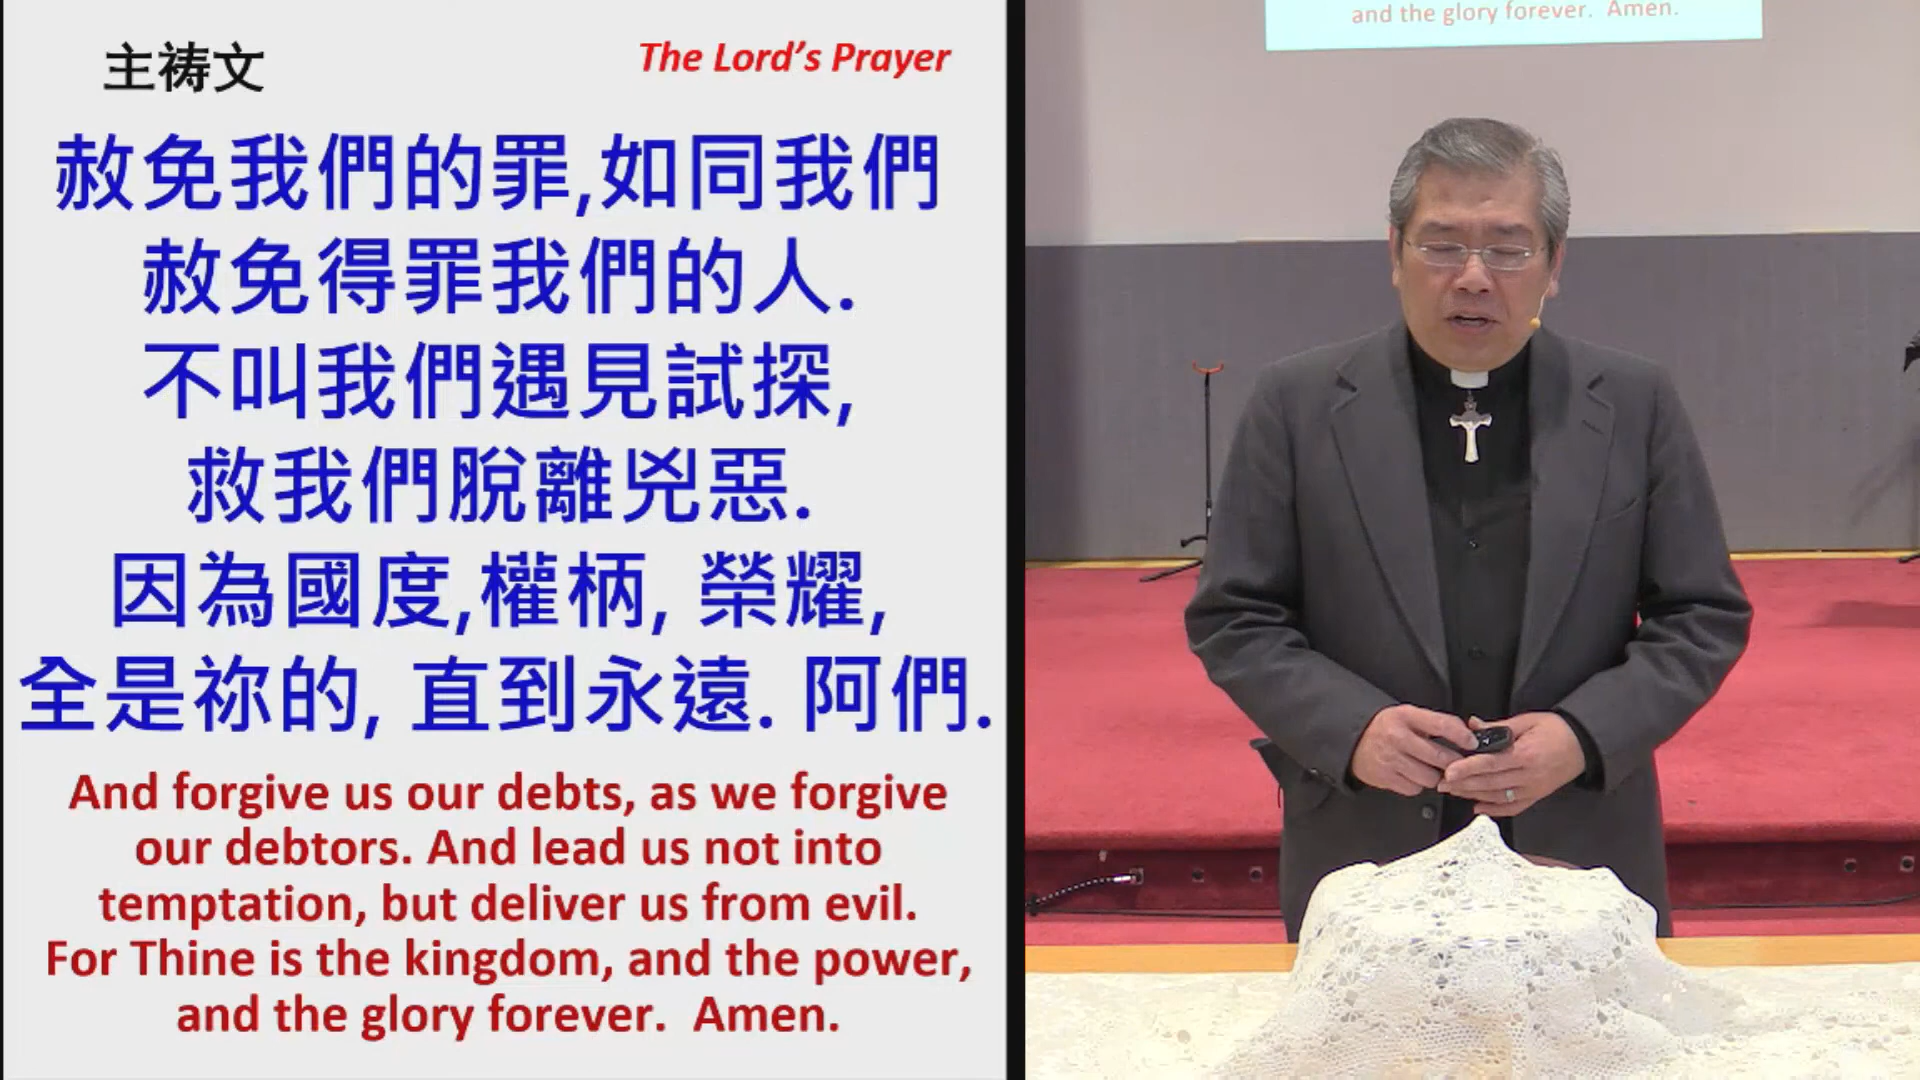 主祷文
The Lord's Prayer
赦免我們的罪,如同我們
赦免得罪我們的人.
不叫我們遇見試探,
救我們脫離兇惡.
因為國度,權柄, 榮耀,
全是祢的, 直到永遠. 阿們.
And forgive us our debts, as we forgive
our debtors. And lead us not into
temptation, but deliver us from evil.
For Thine is the kingdom, and the power,
and the glory forever.  Amen.
and the glory forever.  Amen.